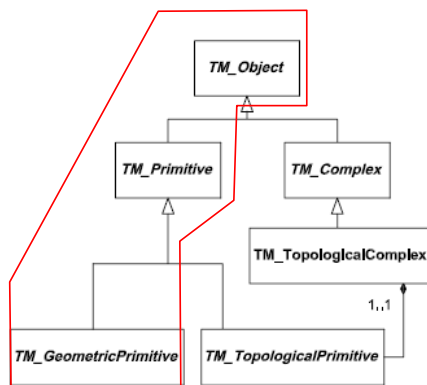 TM_Object
TM_Primitive
TM_Complex
TM_TopologicalComplex
1,,1
TM_GeometricPrimitive
TM_TopologicalPrimitive